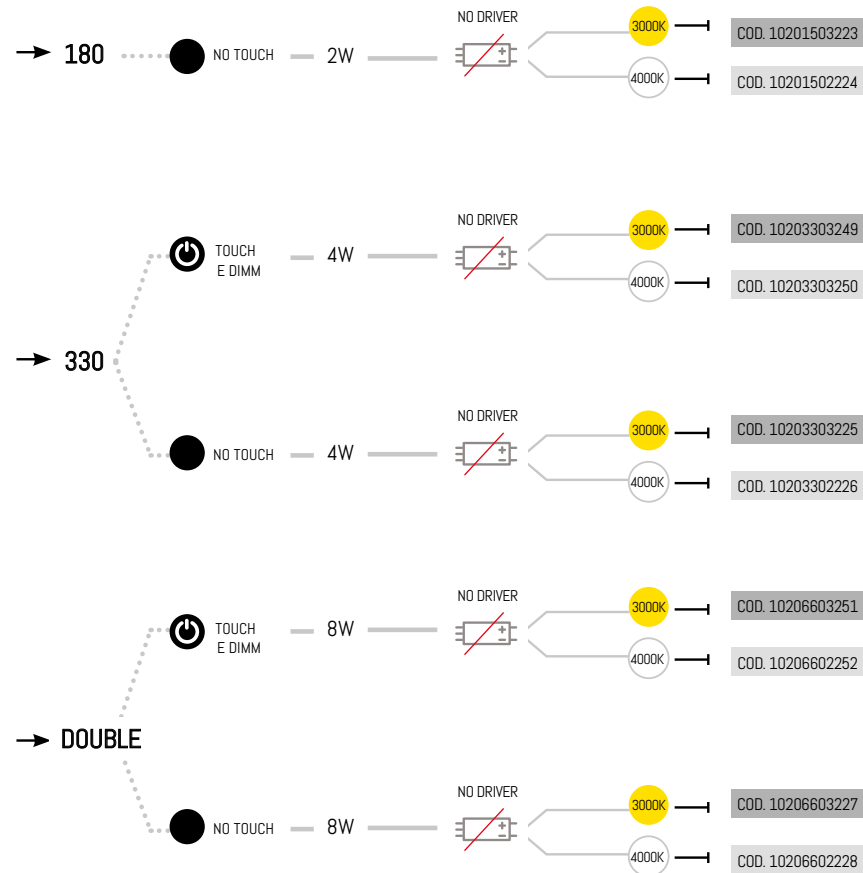 NO DRIVER
3000K
COD. 10201503223
180
NO TOUCH
2W
4000K
COD. 10201502224
NO DRIVER
3000K
COD. 10203303249
TOUCH
E DIMM
4W
4000K
COD. 10203303250
330
NO DRIVER
3000K
COD. 10203303225
NO TOUCH
4W
4000K
COD. 10203302226
NO DRIVER
3000K
COD. 10206603251
TOUCH
E DIMM
8W
4000K
COD. 10206602252
DOUBLE
NO DRIVER
3000K
COD. 10206603227
NO TOUCH
8W
4000K
COD. 10206602228